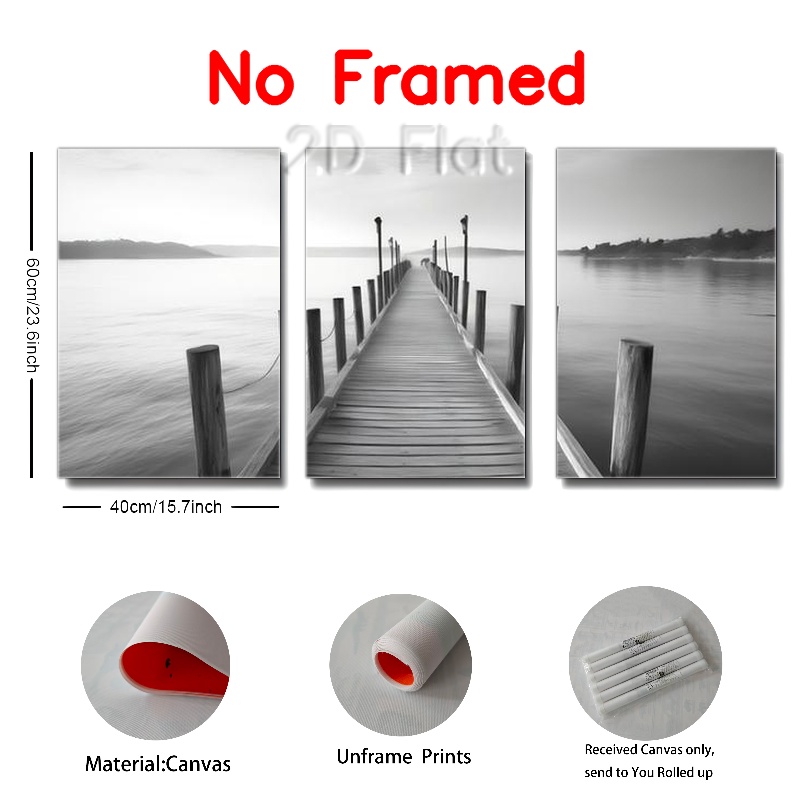 No Framed
2D Flat
60cm/23.6inch
40cm/15.7inch
Material:Canvas
Unframe Prints
Received Canvas only,
send to You Rolled up